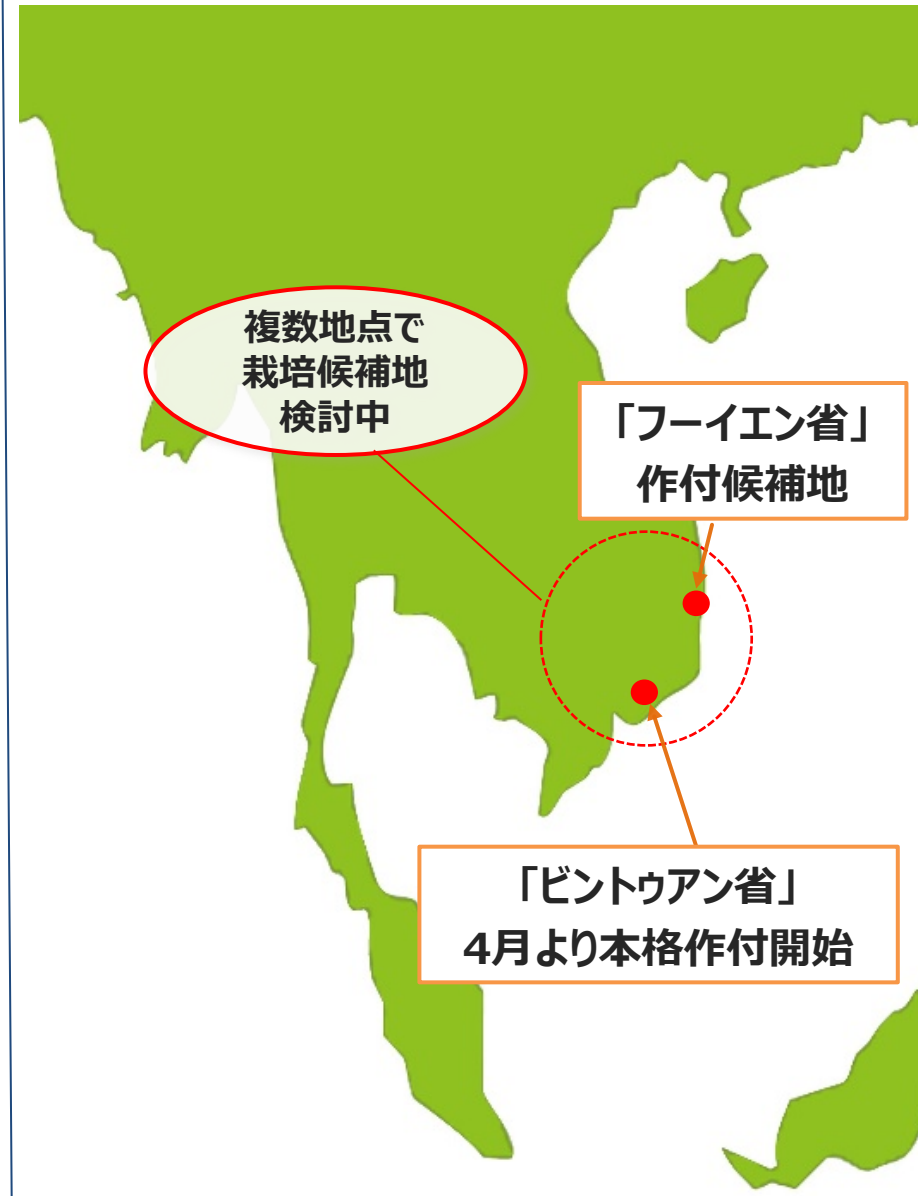 複数地点で
栽培候補地
検討中
「フーイエン省」
作付候補地
「ビントゥアン省」
4月より本格作付開始